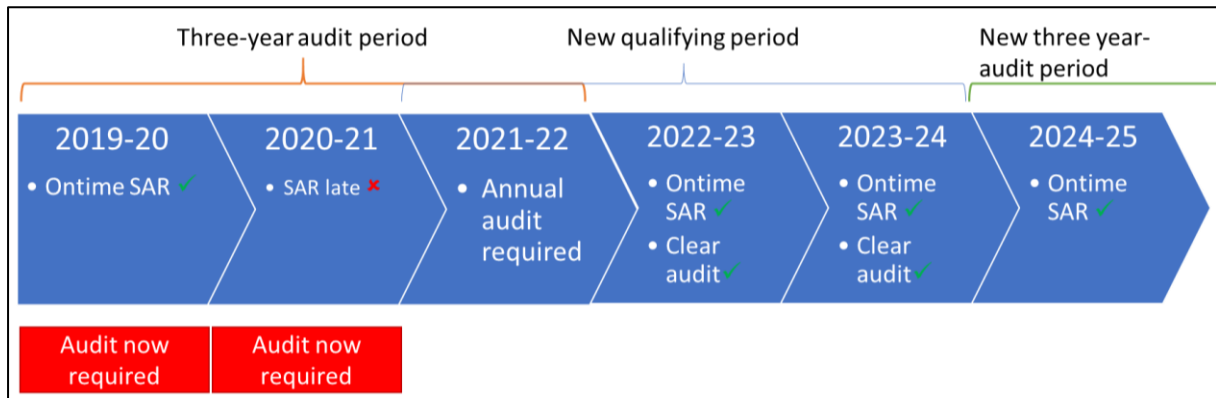 Three-year audit period
New qualifying period
New three year-
audit period
2019-20
• Ontime SAR ✓
2020-21
• SAR late ✘
2021-22
• Annual
audit
required
2022-23
• Ontime
SAR ✓
• Clear
audit ✓
2023-24
• Ontime
SAR ✓
• Clear
audit ✓
2024-25
• Ontime
SAR ✓
Audit now
required
Audit now
required